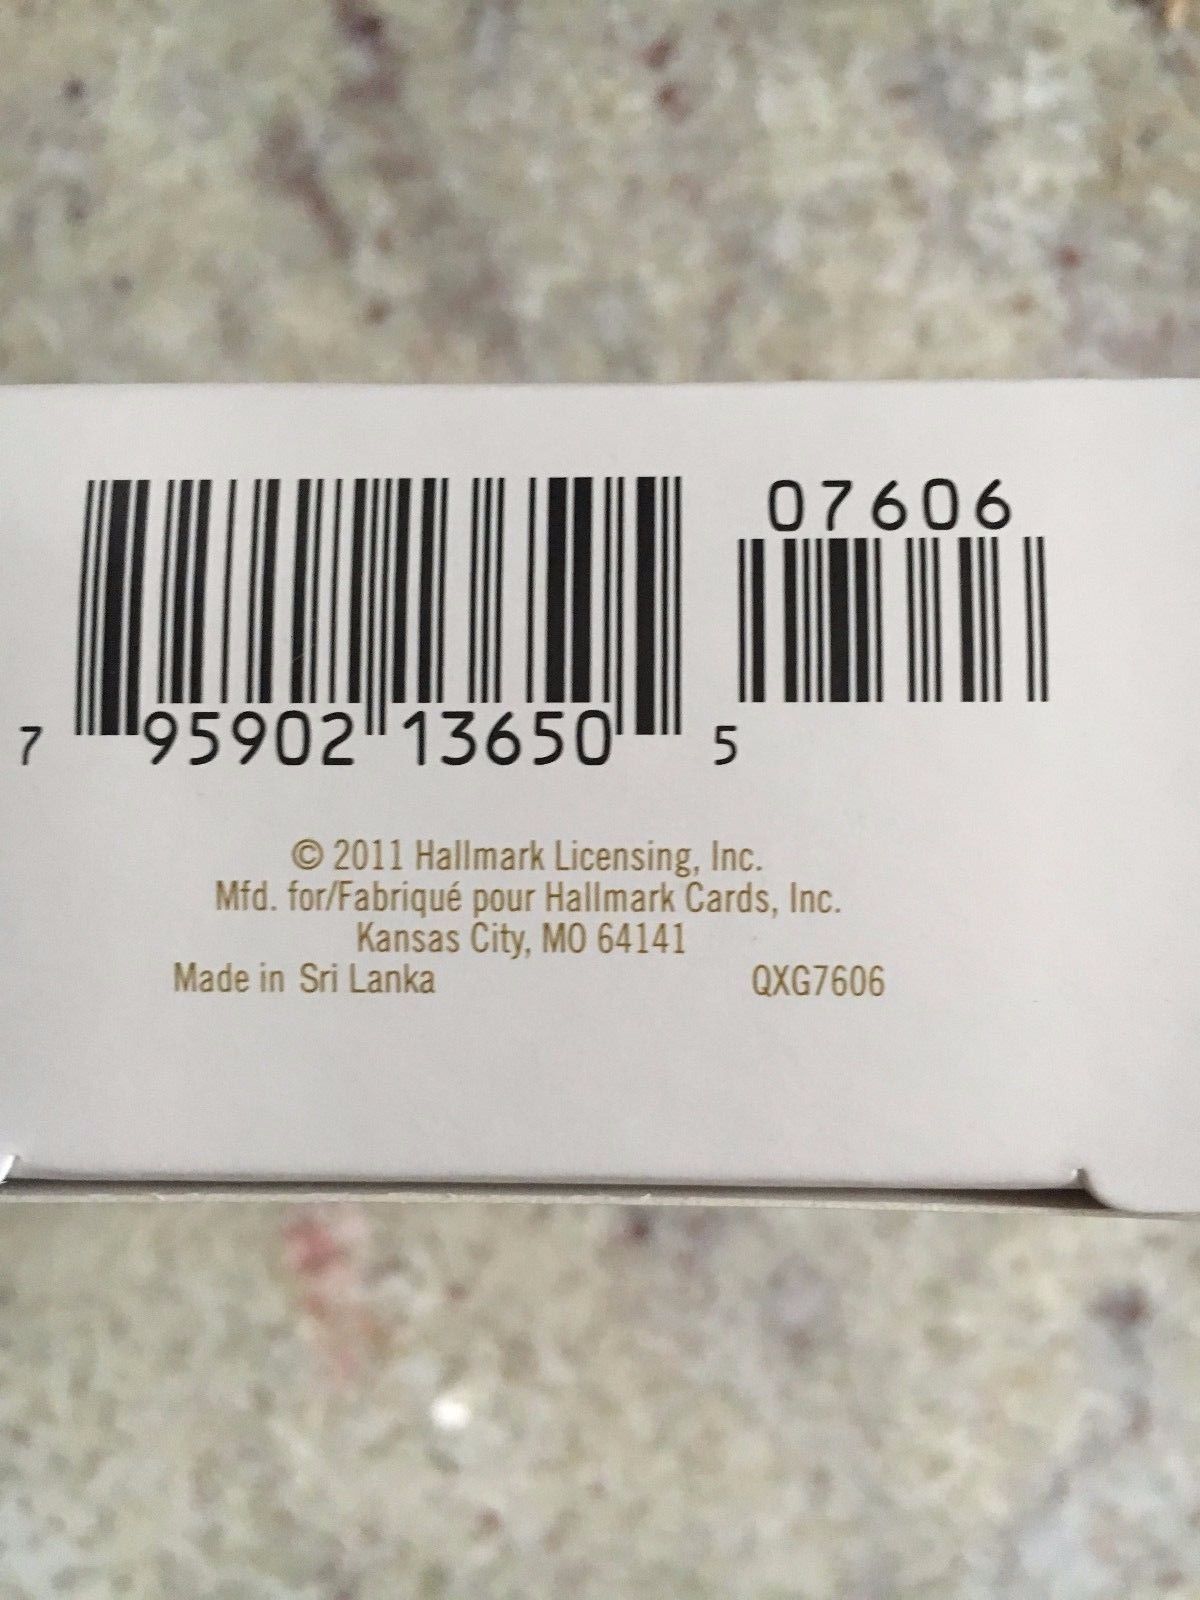 07606
7 95902 13650 5
© 2011 Hallmark Licensing, Inc.
Mfd. for/Fabriqué pour Hallmark Cards, Inc.
Kansas City, MO 64141
Made in Sri Lanka QXG7606